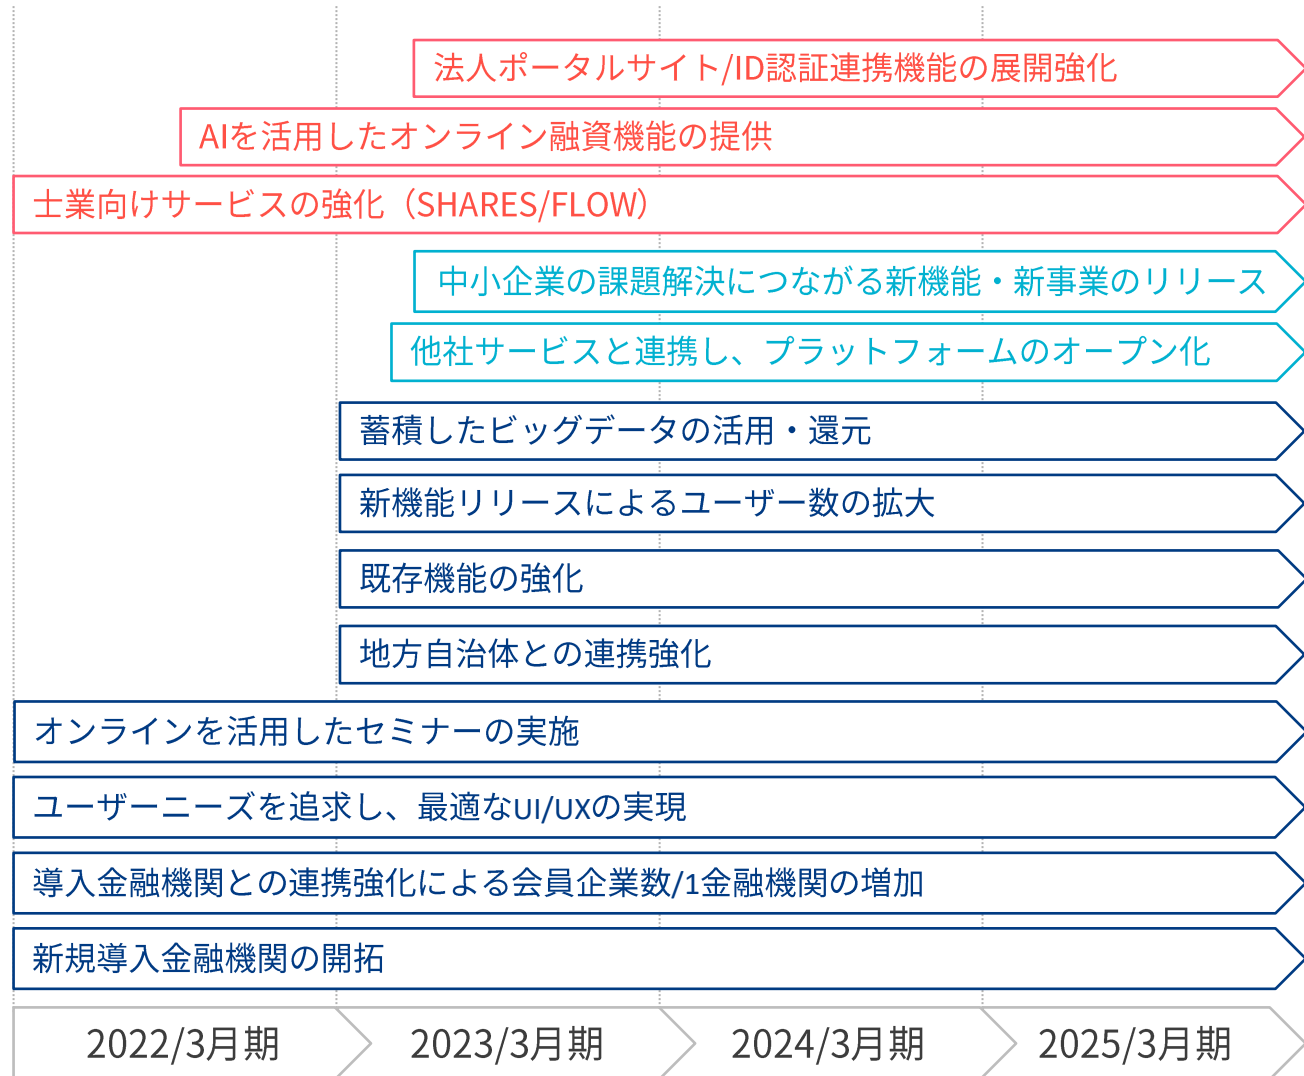 法人ポータルサイト/ID認証連携機能の展開強化
AIを活用したオンライン融資機能の提供
士業向けサービスの強化（SHARES/FLOW）
中小企業の課題解決につながる新機能・新事業のリリース
他社サービスと連携し、プラットフォームのオープン化
蓄積したビッグデータの活用・還元
新機能リリースによるユーザー数の拡大
既存機能の強化
地方自治体との連携強化
オンラインを活用したセミナーの実施
ユーザーニーズを追求し、最適なUI/UXの実現
導入金融機関との連携強化による会員企業数/1金融機関の増加
新規導入金融機関の開拓
2022/3月期 2023/3月期 2024/3月期 2025/3月期